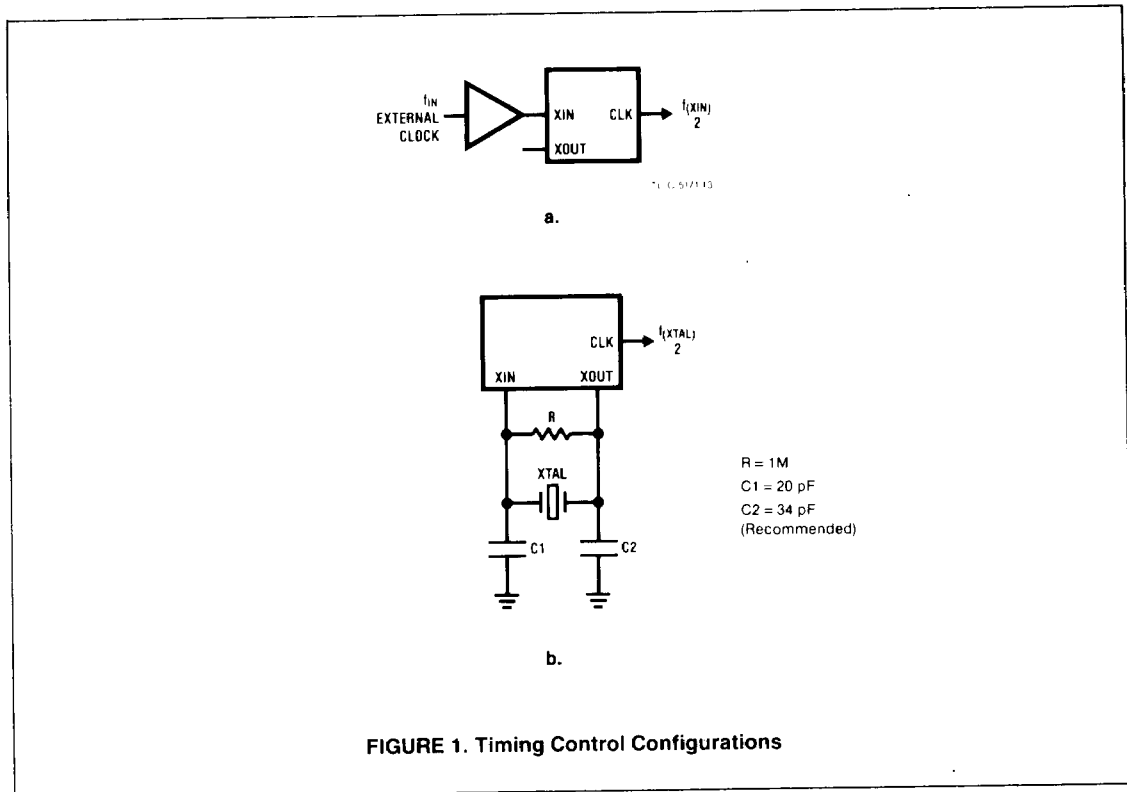 fIN
EXTERNAL
CLOCK
XIN
CLK
f(XIN)
2
XOUT
a.
CLK
f(XTAL)
2
XIN
XOUT
R
XTAL
C1
C2
R = 1M
C1 = 20 pF
C2 = 34 pF
(Recommended)
b.
FIGURE 1. Timing Control Configurations